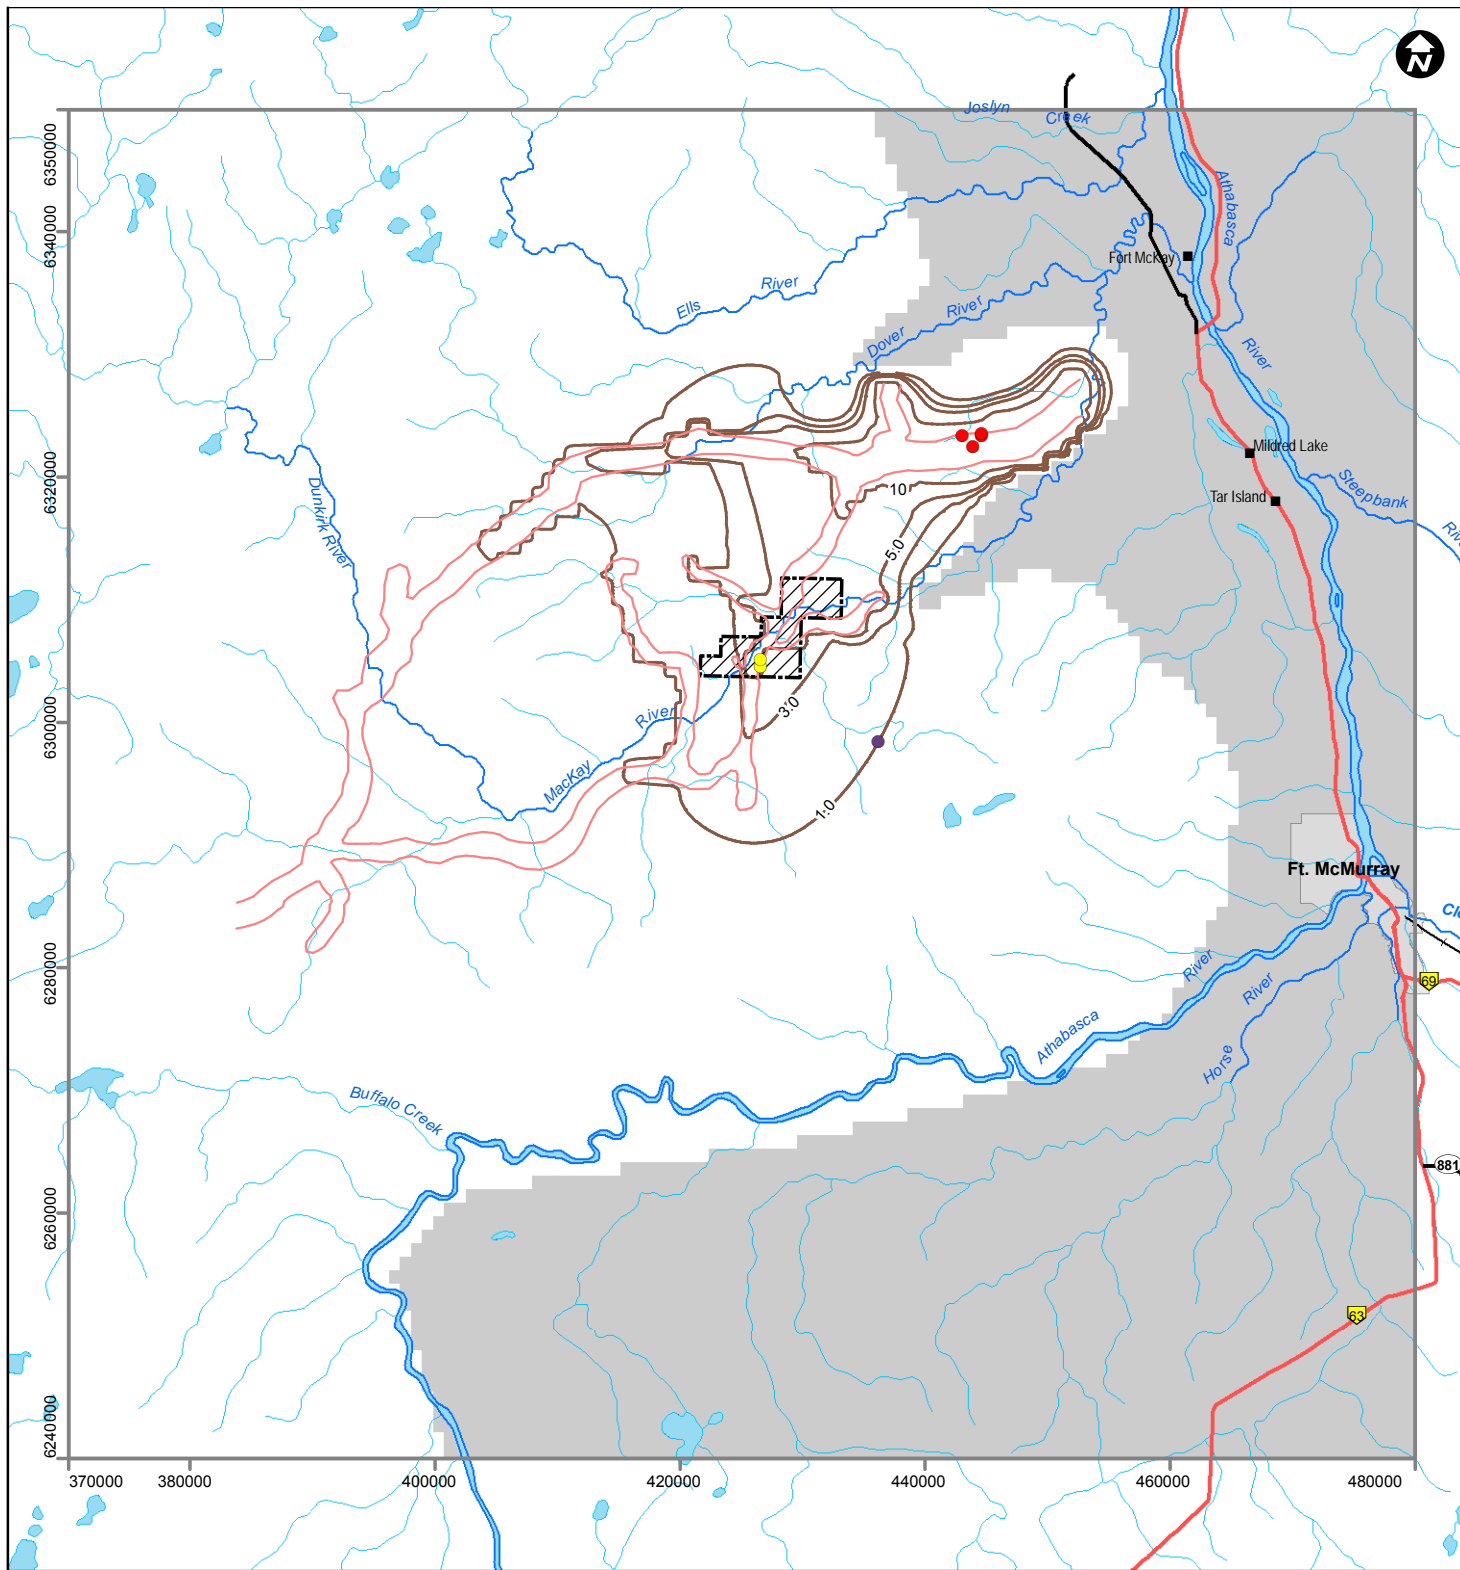 N
Joslyn
Creek
6350000
Athabasca
6340000
Fort McKay
Ells
River
Dover
River
River
Mildred Lake
6320000
10
Tar Island
Steepbank
Dunkirk River
5.0
6300000
River
3.0
MacKay
1.0
Ft. McMurray
6280000
River
River
69
Athabasca
Horse
Buffalo Creek
881
6260000
63
6240000
370000
380000
400000
420000
440000
460000
480000